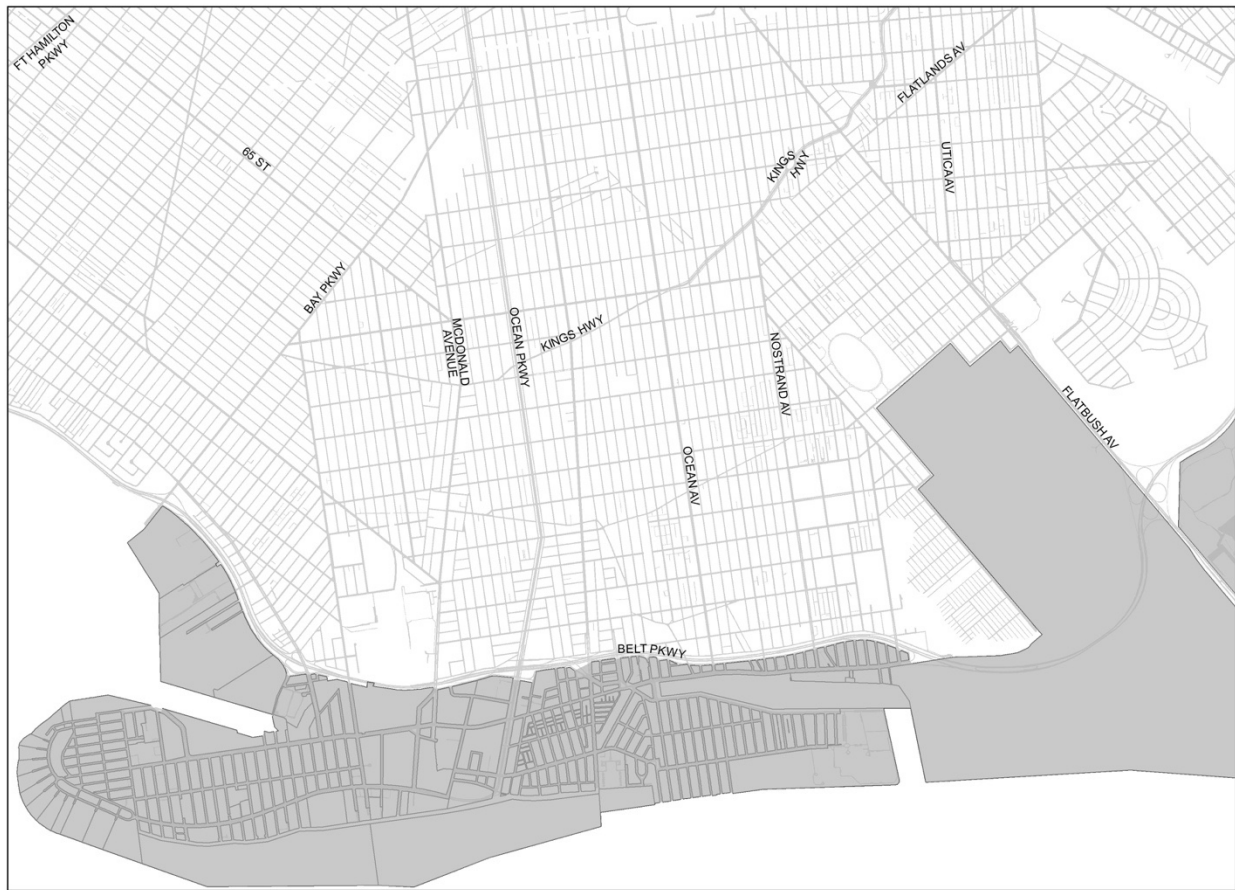 FT HAMILTON
PKWY
FLATLANDS AV
65 ST
KINGS
HWY
UTICA AV
BAY PKWY
MCDONALD
AVENUE
OCEAN PKWY
KINGS HWY
NOSTRAND AV
FLATBUSH AV
OCEAN AV
BELT PKWY